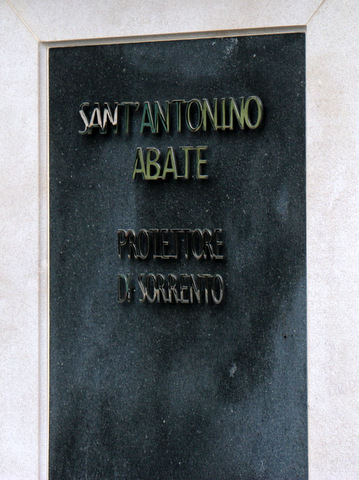 SANT'ANTONINO
ABATE
PROTETTORE
DI SORRENTO